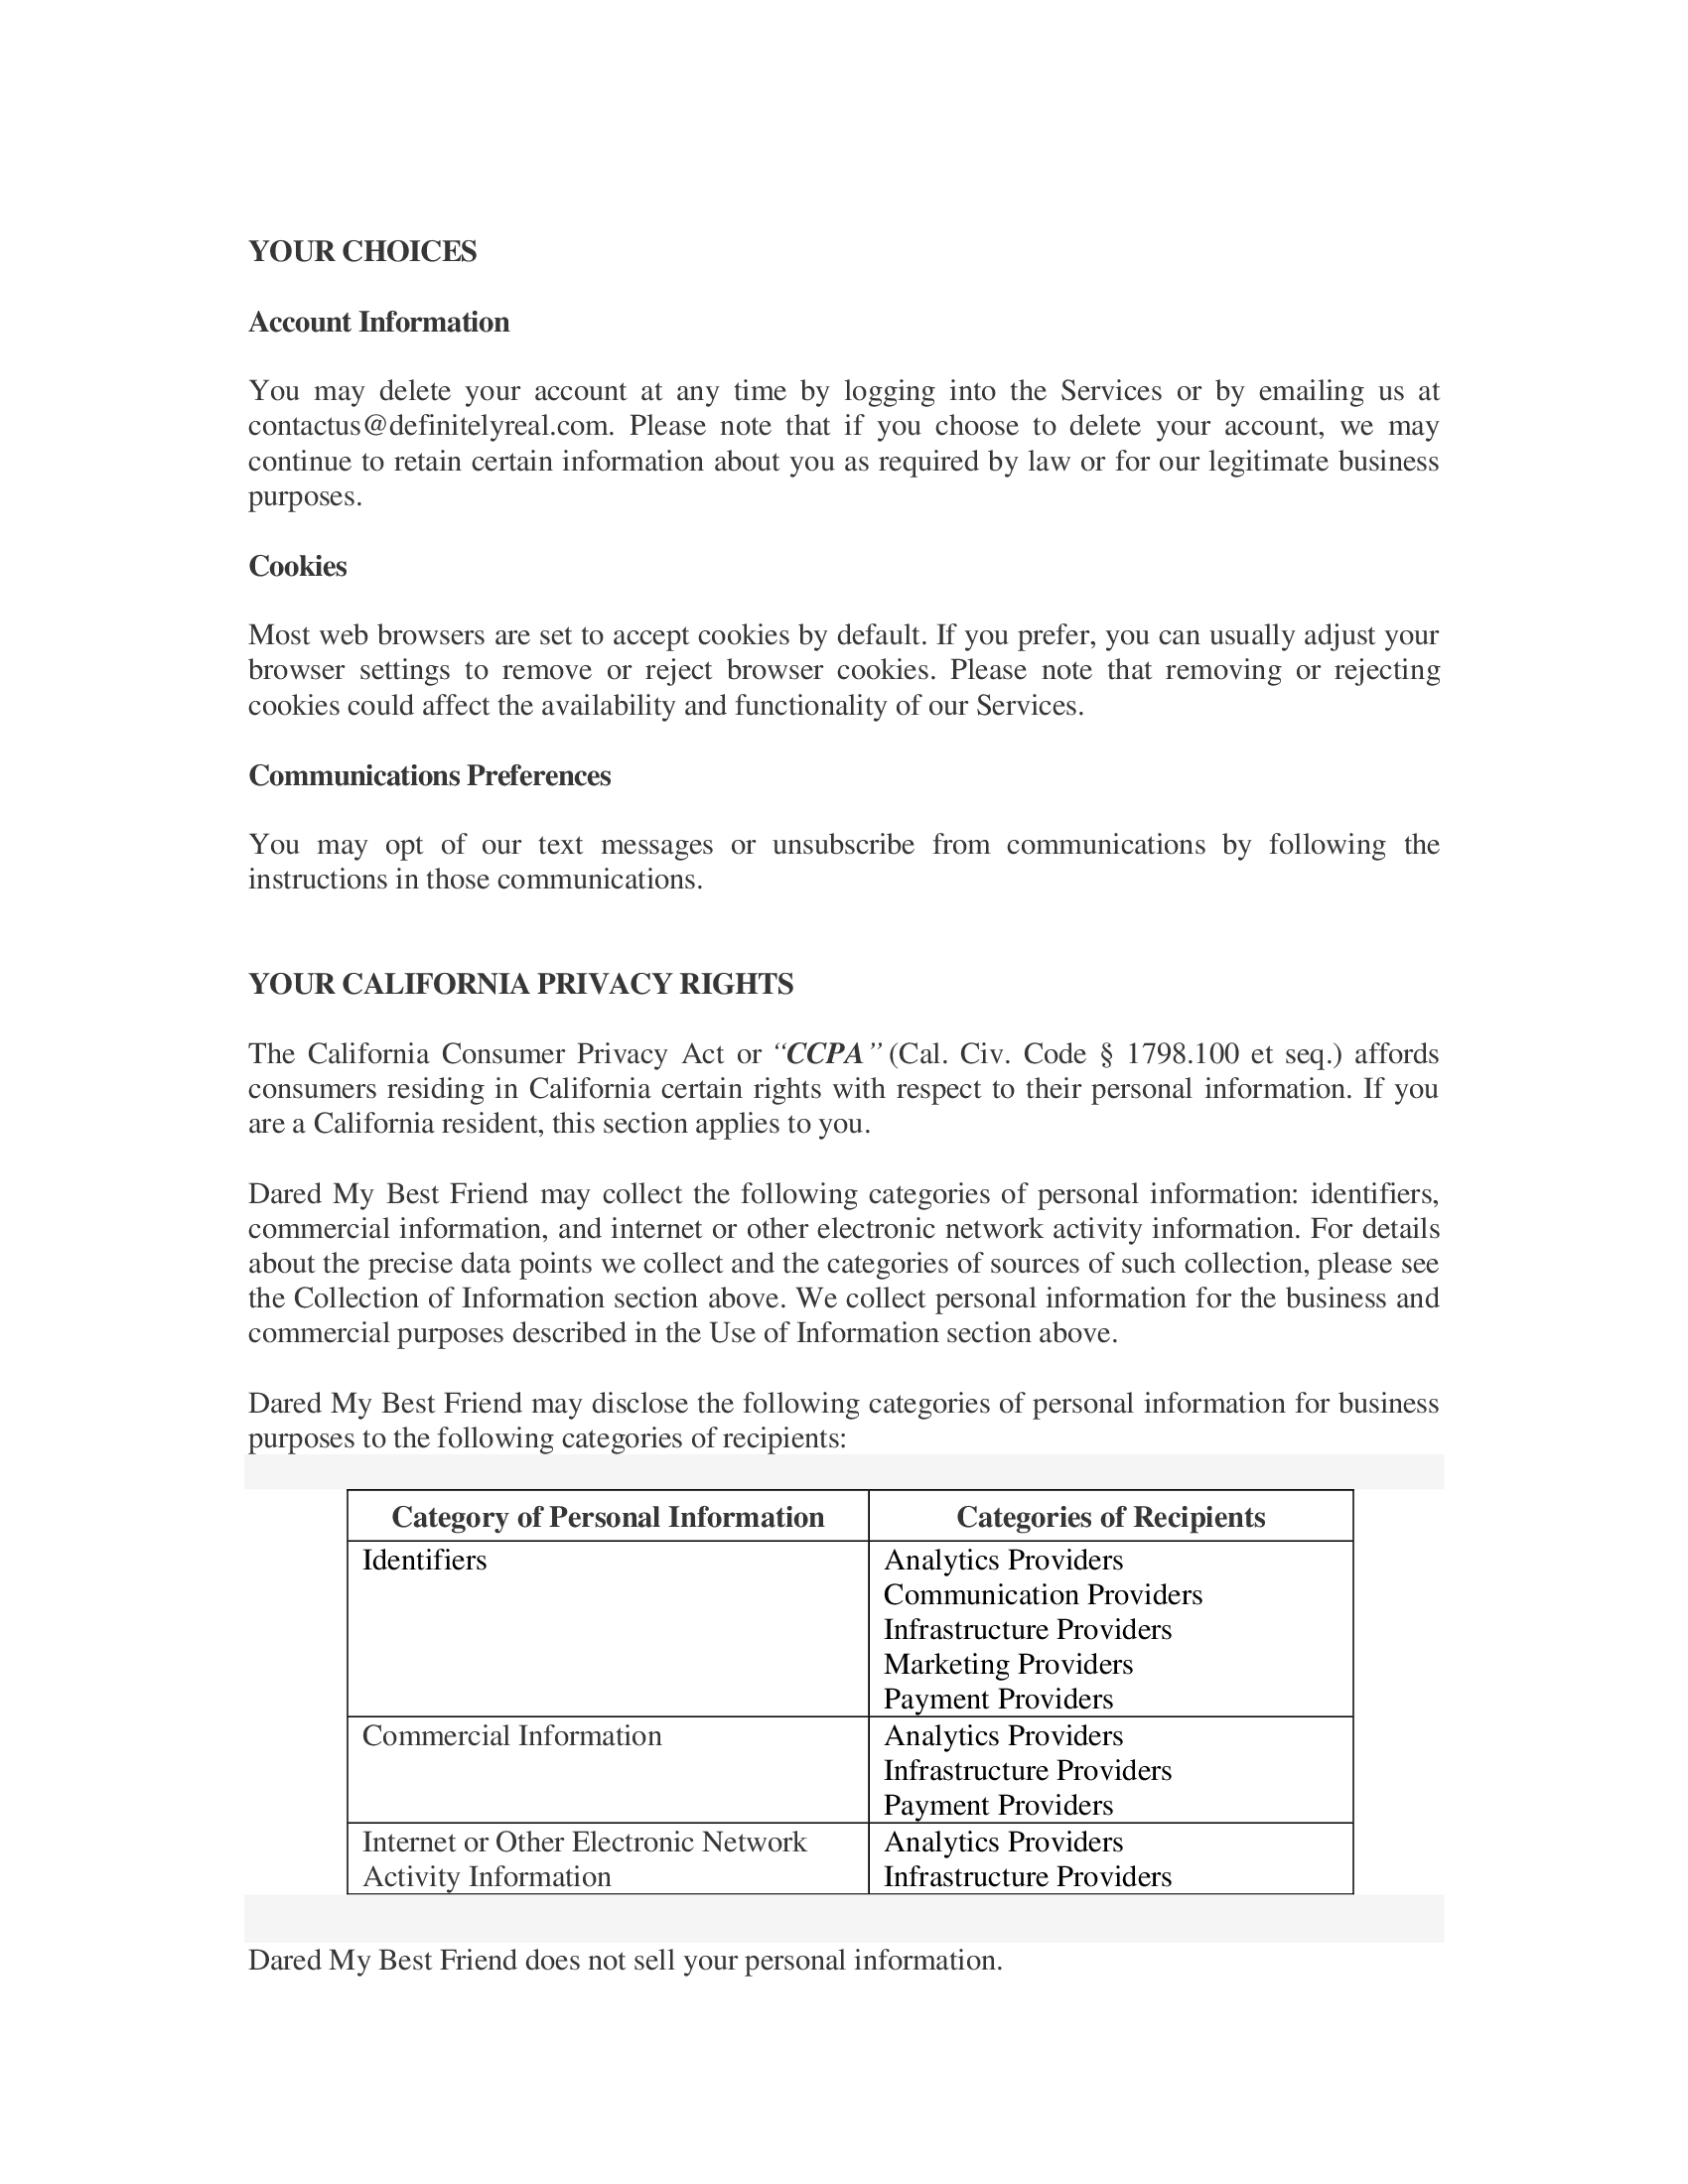 YOUR CHOICES
Account Information
You may delete your account at any time by logging into the Services or by emailing us at
contactus@definitelyreal.com. Please note that if you choose to delete your account, we may
continue to retain certain information about you as required by law or for our legitimate business
purposes.
Cookies
Most web browsers are set to accept cookies by default. If you prefer, you can usually adjust your
browser settings to remove or reject browser cookies. Please note that removing or rejecting
cookies could affect the availability and functionality of our Services.
Communications Preferences
You may opt of our text messages or unsubscribe from communications by following the
instructions in those communications.
YOUR CALIFORNIA PRIVACY RIGHTS
The California Consumer Privacy Act or “CCPA” (Cal. Civ. Code § 1798.100 et seq.) affords
consumers residing in California certain rights with respect to their personal information. If you
are a California resident, this section applies to you.
Dared My Best Friend may collect the following categories of personal information: identifiers,
commercial information, and internet or other electronic network activity information. For details
about the precise data points we collect and the categories of sources of such collection, please see
the Collection of Information section above. We collect personal information for the business and
commercial purposes described in the Use of Information section above.
Dared My Best Friend may disclose the following categories of personal information for business
purposes to the following categories of recipients:
Category of Personal Information Categories of Recipients
Identifiers Analytics Providers
Communication Providers
Infrastructure Providers
Marketing Providers
Payment Providers
Commercial Information Analytics Providers
Infrastructure Providers
Payment Providers
Internet or Other Electronic Network Analytics Providers
Activity Information Infrastructure Providers
Dared My Best Friend does not sell your personal information.